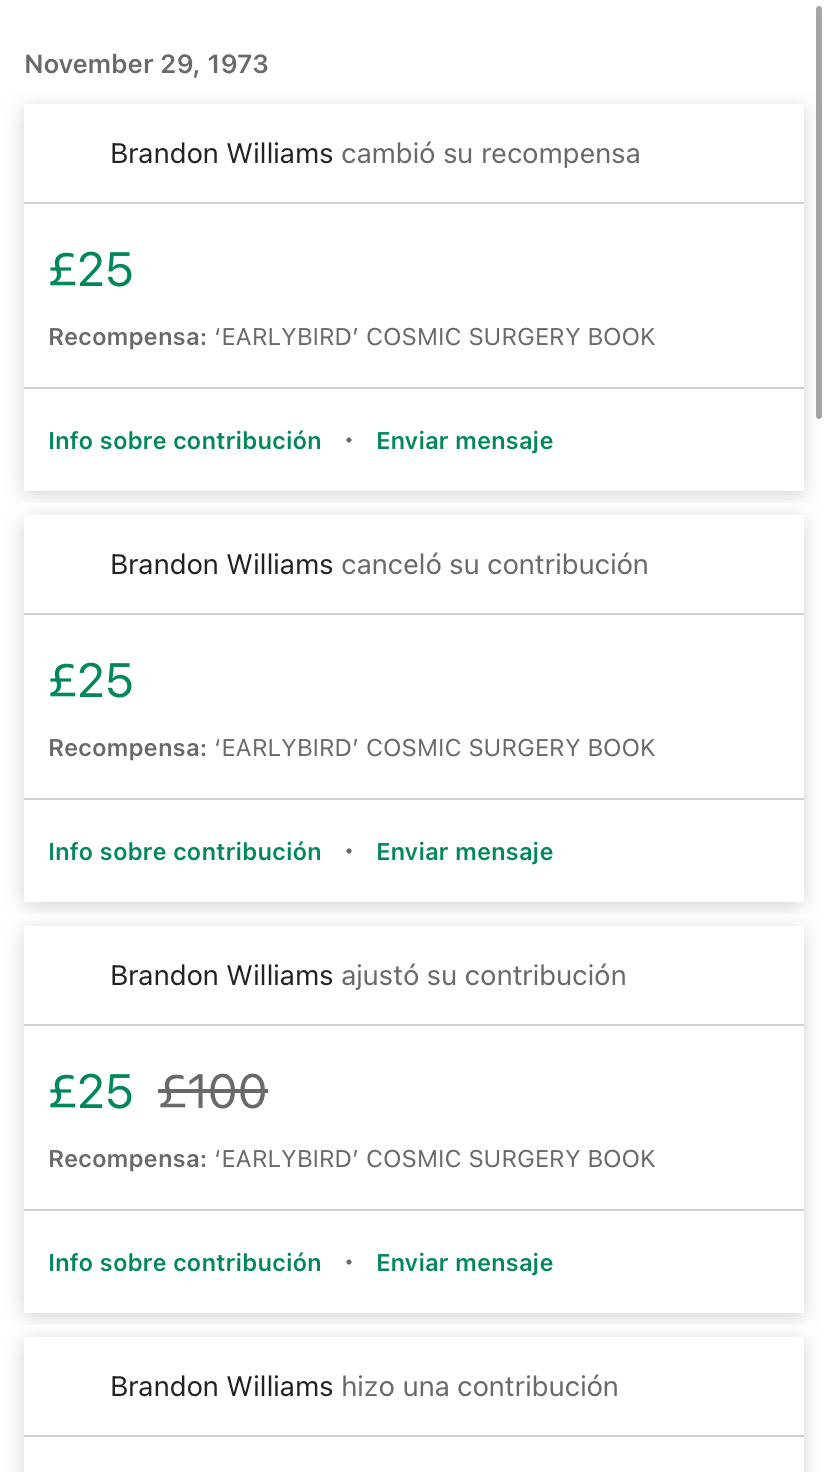 November 29, 1973
Brandon Williams cambió su recompensa
£25
Recompensa: ‘EARLYBIRD’ COSMIC SURGERY BOOK
Info sobre contribución • Enviar mensaje
Brandon Williams canceló su contribución
£25
Recompensa: ‘EARLYBIRD’ COSMIC SURGERY BOOK
Info sobre contribución • Enviar mensaje
Brandon Williams ajustó su contribución
£25 £100
Recompensa: ‘EARLYBIRD’ COSMIC SURGERY BOOK
Info sobre contribución • Enviar mensaje
Brandon Williams hizo una contribución